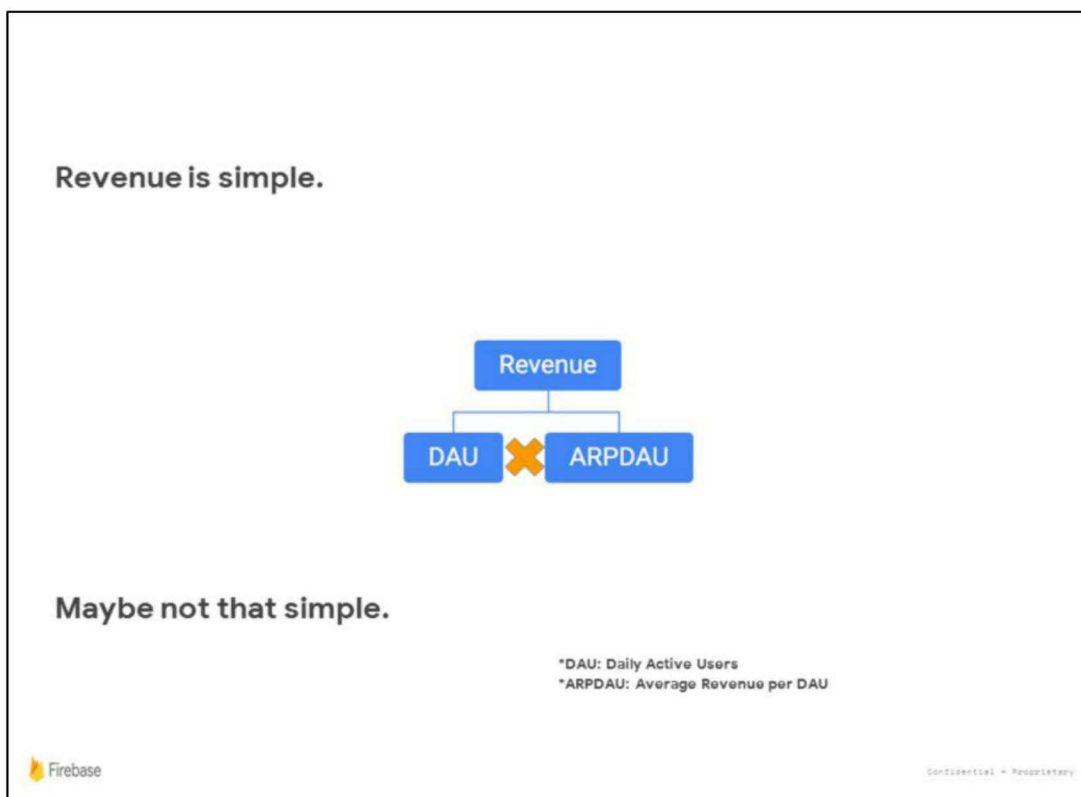 Revenue is simple.
Revenue
DAU
ARPDAU
Maybe not that simple.
*DAU: Daily Active Users
*ARPDAU: Average Revenue per DAU
Firebase
Confidential + Proprietary